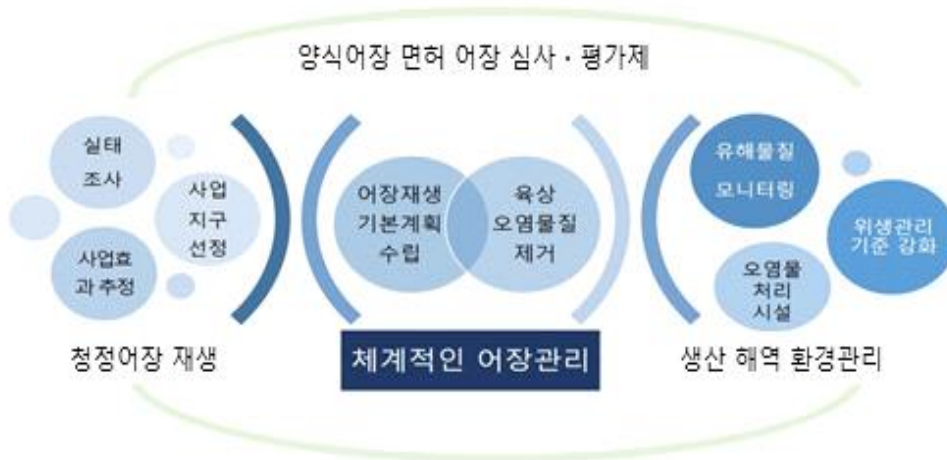 양식어장 면허 어장 심사 · 평가제
실태
조사
사업
지구
선정
사업효
과 추정
청정어장 재생
어장재생
기본계획
수립
육상
오염물질
제거
체계적인 어장관리
유해물질
모니터링
위생관리
기준 강화
오염물
처리
시설
생산 해역 환경관리